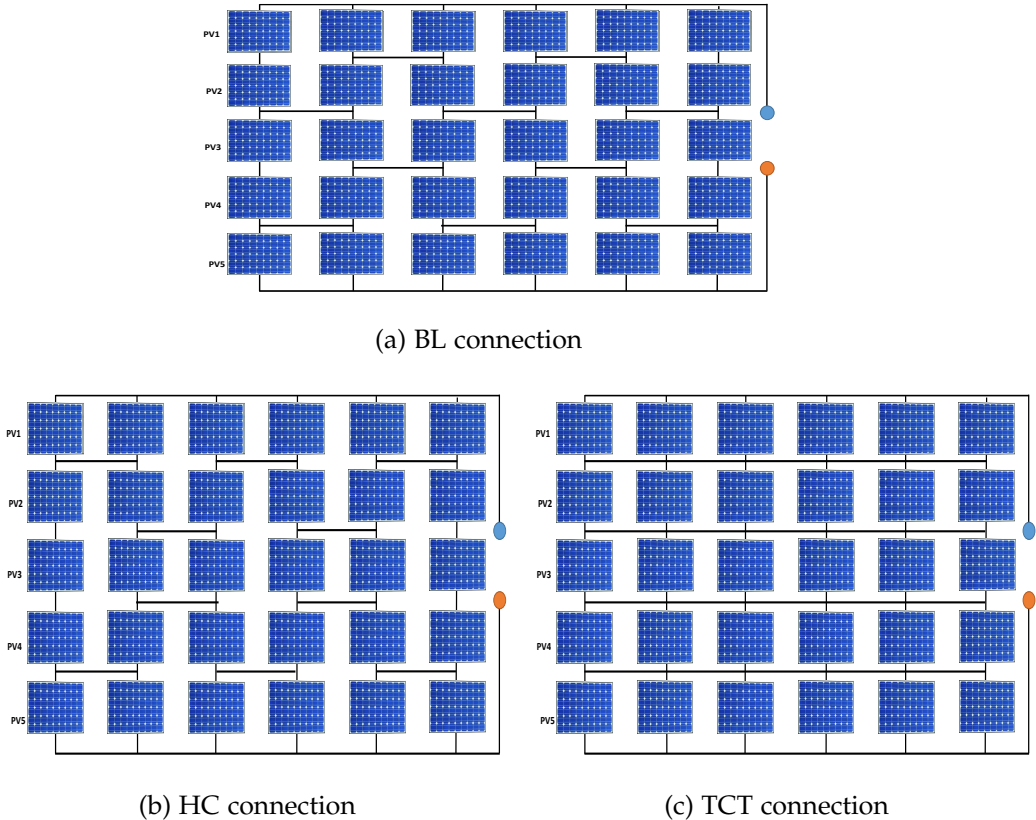 PV1
PV2
PV3
PV4
PV5
(a) BL connection
PV1
PV2
PV3
PV4
PV5
(b) HC connection
PV1
PV2
PV3
PV4
PV5
(c) TCT connection